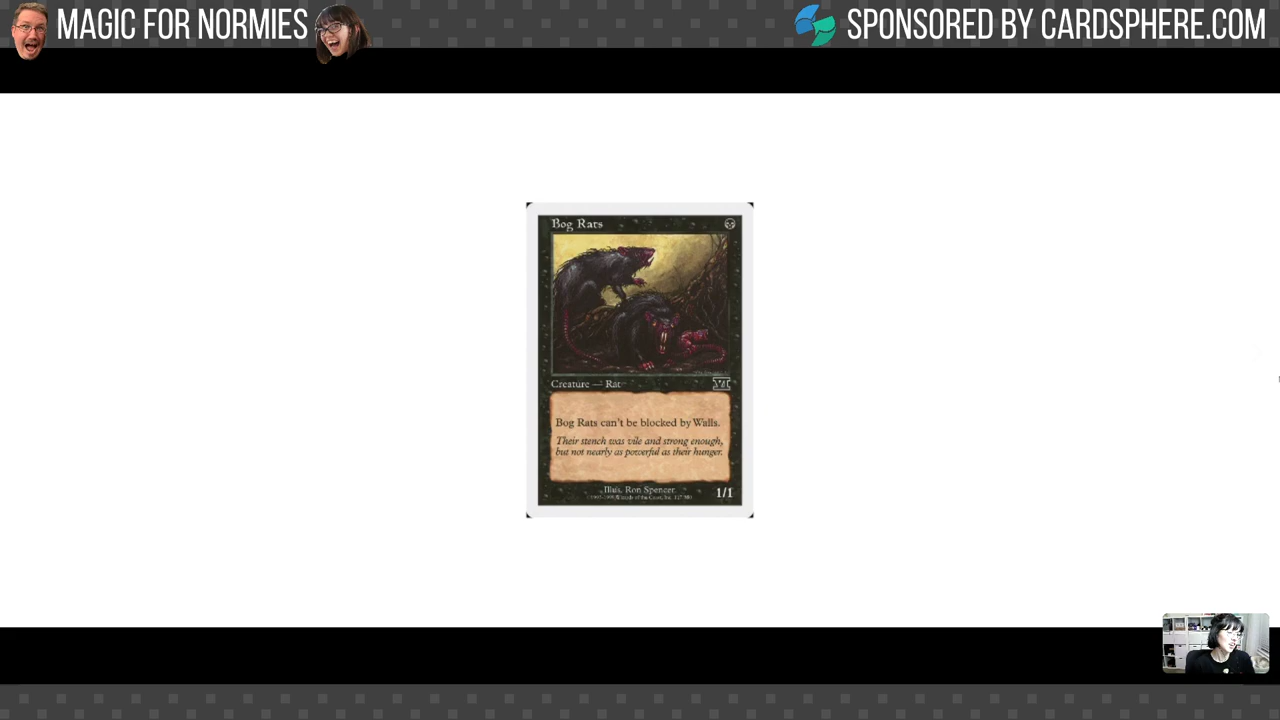 MAGIC FOR NORMIES
SPONSORED BY CARDSPHERE.COM
Bog Rats
Creature — Rat
Bog Rats can't be blocked by Walls.
Their stench was vile and strong enough,
but not nearly as powerful as their hunger.
Illus. Ron Spencer
1/1